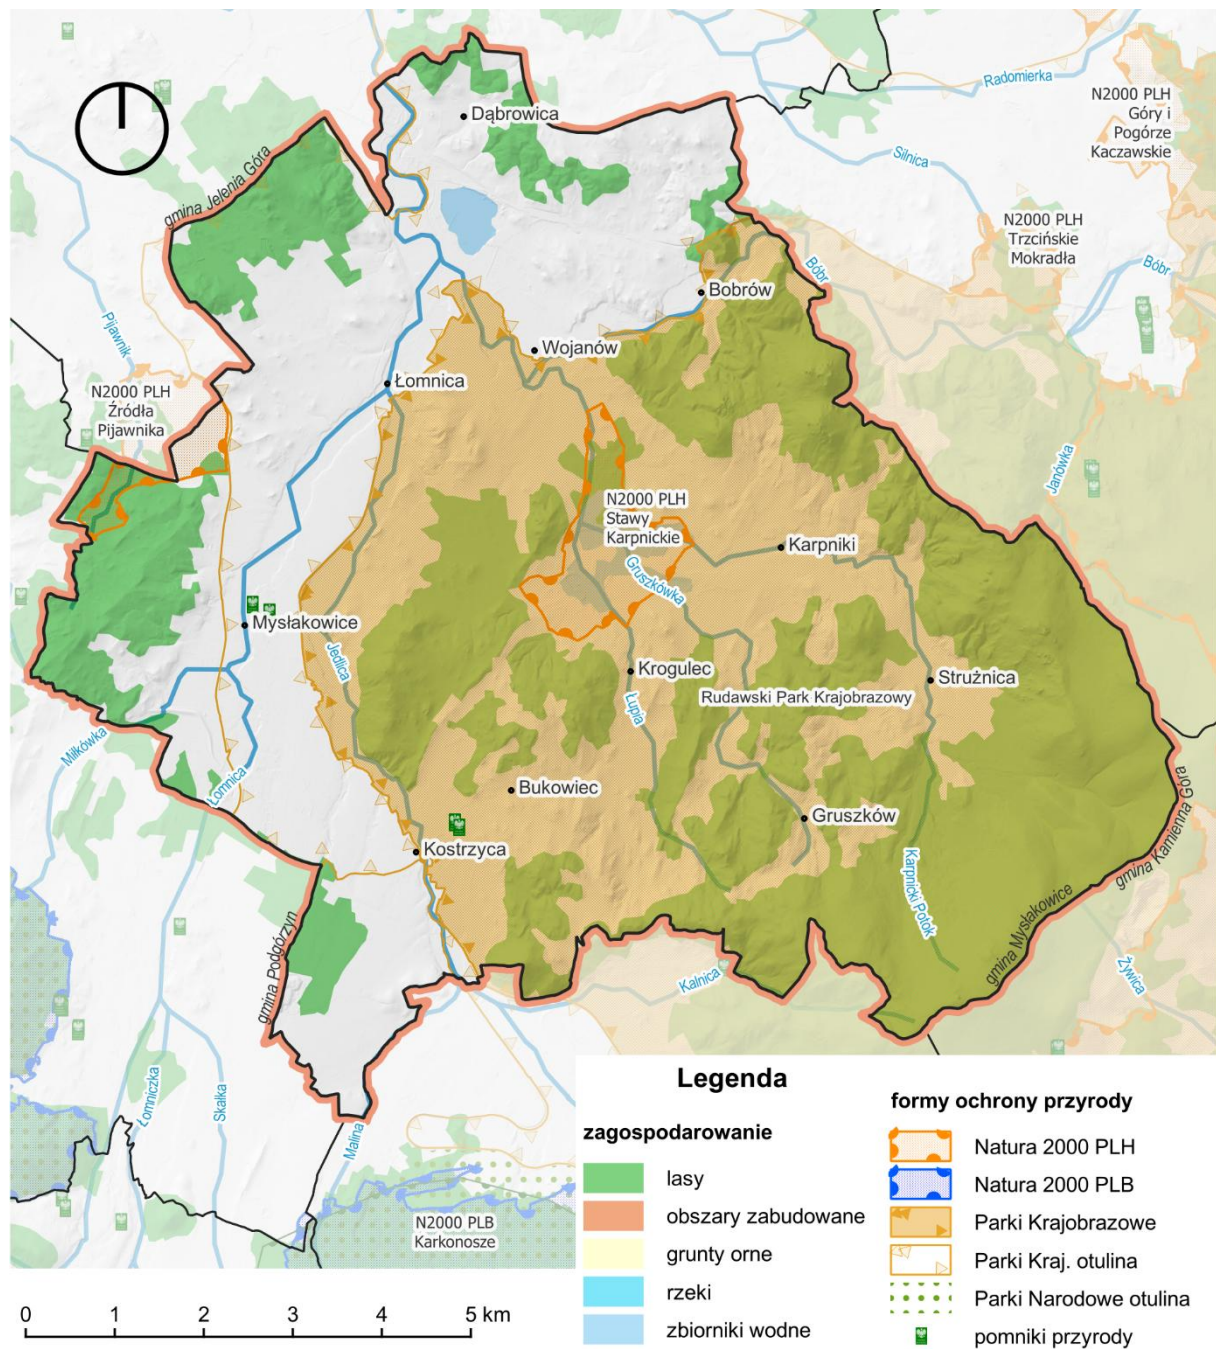 Radomierka
N2000 PLH
Góry i
Pogórze
Kaczawskie
Dąbrowica
Silnica
gmina Jelenia Góra
N2000 PLH
Trzcińskie
Mokradła
Bóbr
Bóbr
Bobrów
Pijawnik
Wojanów
Łomnica
N2000 PLH
Źródła
Pijawnika
Janówka
N2000 PLH
Stawy
Karpnickie
Karpniki
Gruszkówka
Mysłakowice
Jedlica
Krogulec
Strużnica
Rudawski Park Krajobrazowy
Łupia
Miłkówka
Łomnica
Bukowiec
Gruszków
gmina Kamienna Góra
Kostrzyca
Karpnicki Potok
gmina Mysłakowice
gmina Podgórzyn
Kalnica
Żywica
Łomniczka
Skałka
Malina
N2000 PLB
Karkonosze
Legenda
zagospodarowanie
lasy
obszary zabudowane
grunty orne
rzeki
zbiorniki wodne
formy ochrony przyrody
Natura 2000 PLH
Natura 2000 PLB
Parki Krajobrazowe
Parki Kraj. otulina
Parki Narodowe otulina
pomniki przyrody
0 1 2 3 4 5 km